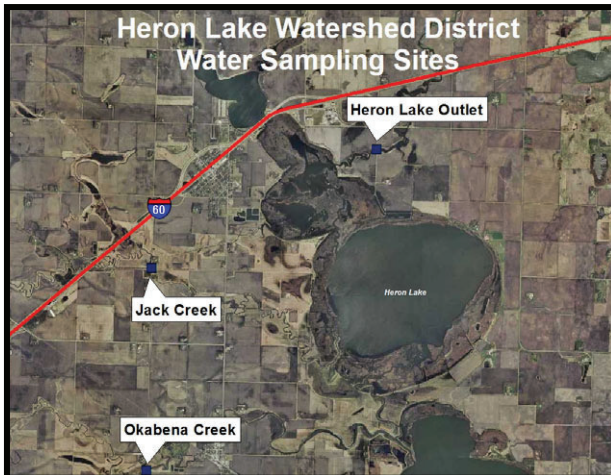 Heron Lake Watershed District
Water Sampling Sites
Heron Lake Outlet
60
Heron Lake
Jack Creek
Okabena Creek